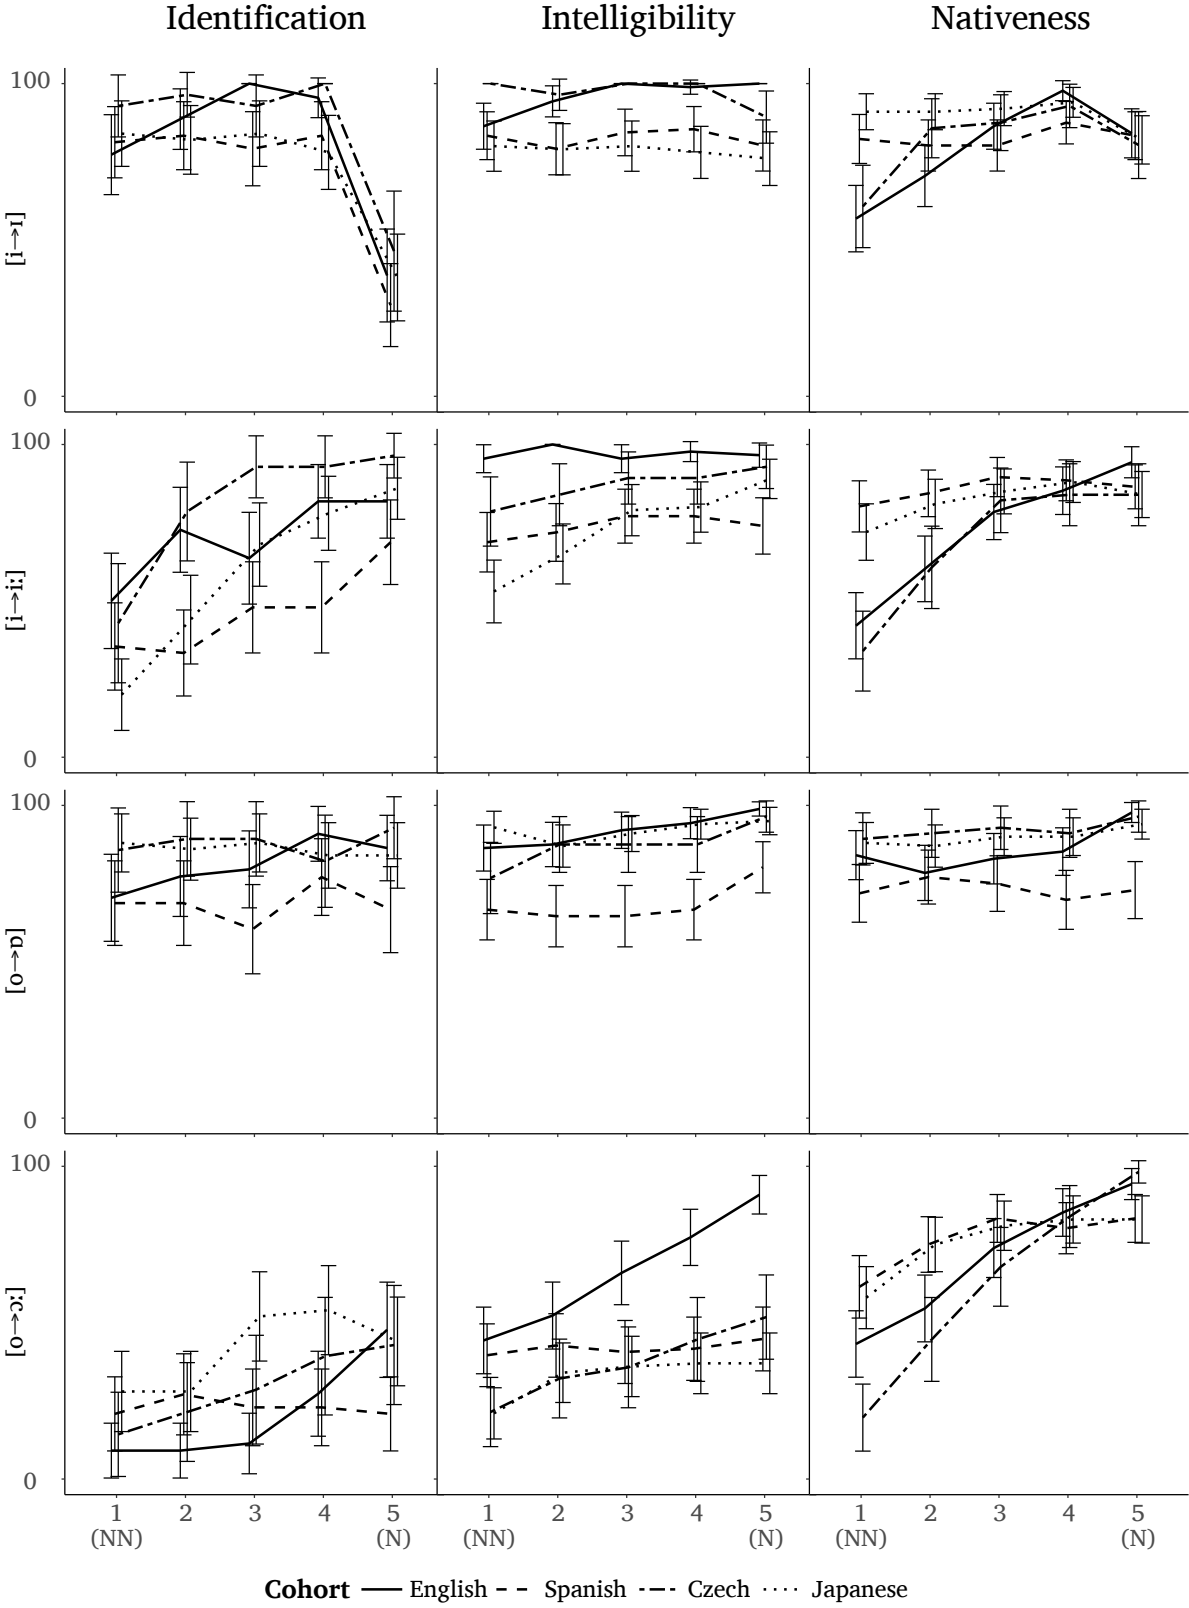 Identification Intelligibility Nativeness
100
[i→ɪ]
0
100
[i→iː]
0
100
[o→ɒ]
0
100
[o→ɔː]
0
1 2 3 4 5 1 2 3 4 5 1 2 3 4 5
(NN) (N) (NN) (N) (NN) (N)
Cohort English Spanish Czech Japanese